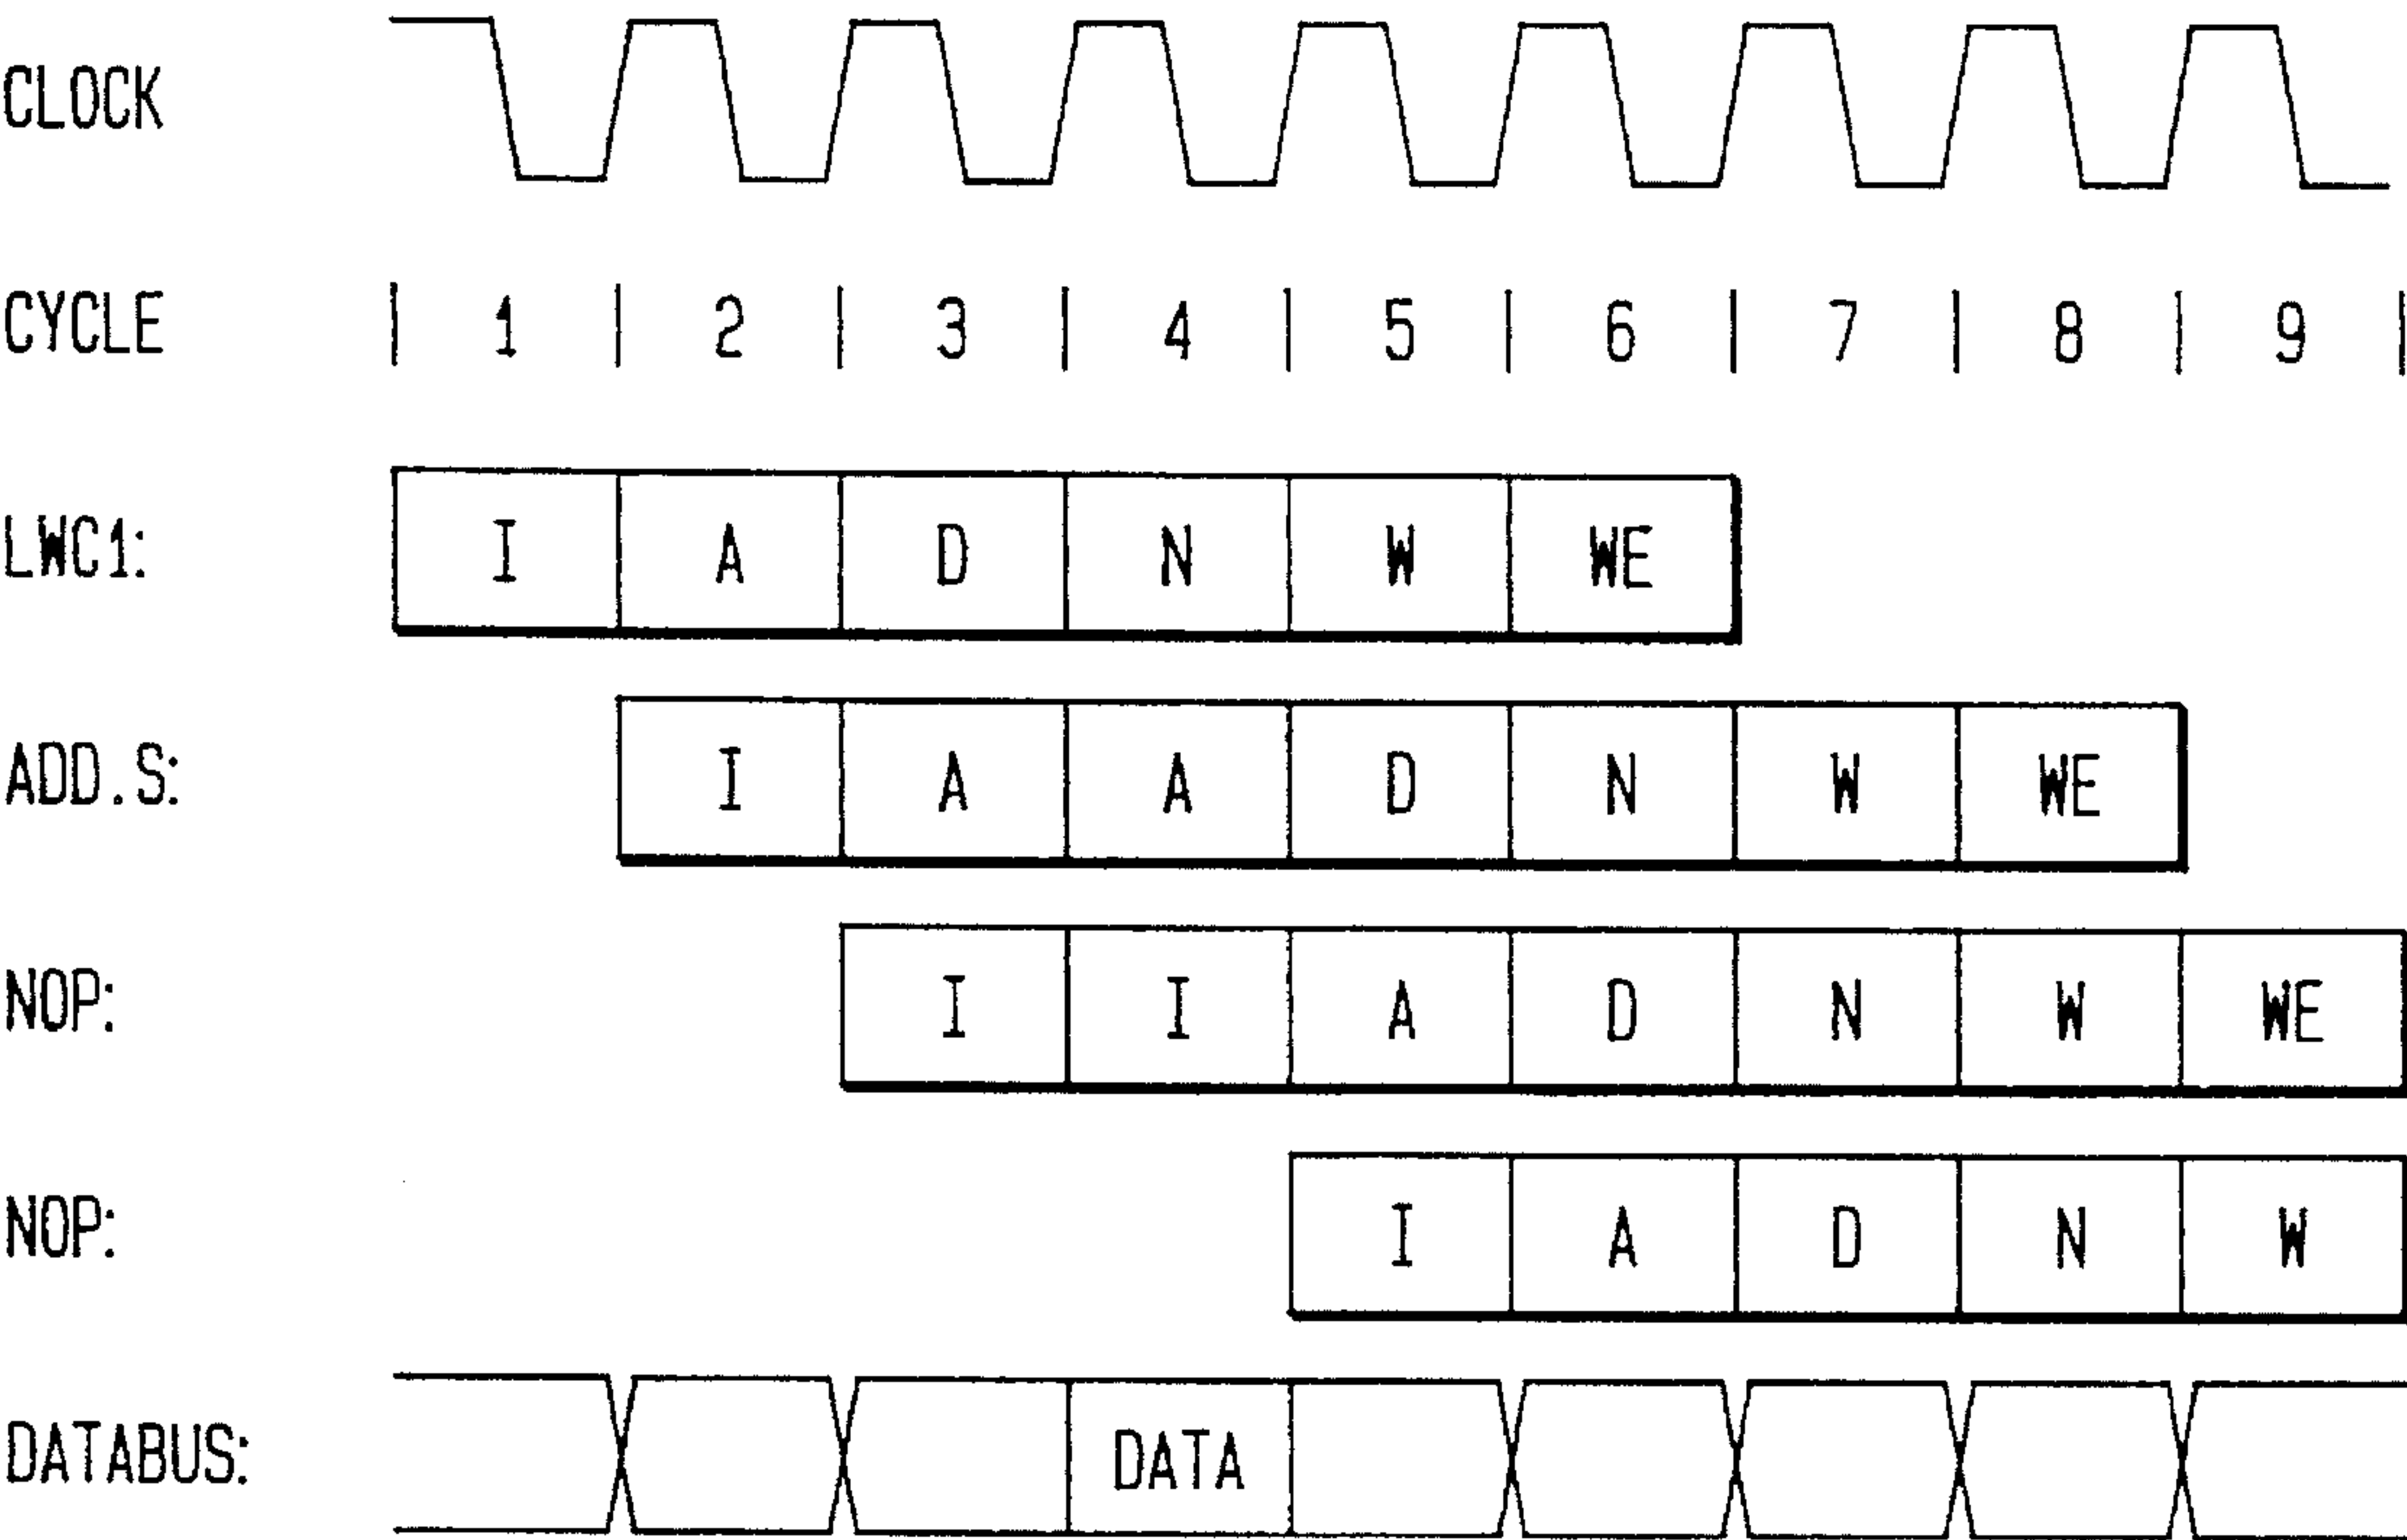 CLOCK
CYCLE | 1 | 2 | 3 | 4 | 5 | 6 | 7 | 8 | 9 |
LWC1: I A D N W WE
ADD.S: I A A D N W WE
NOP: I I A D N W WE
NOP: I A D N W
DATABUS: DATA